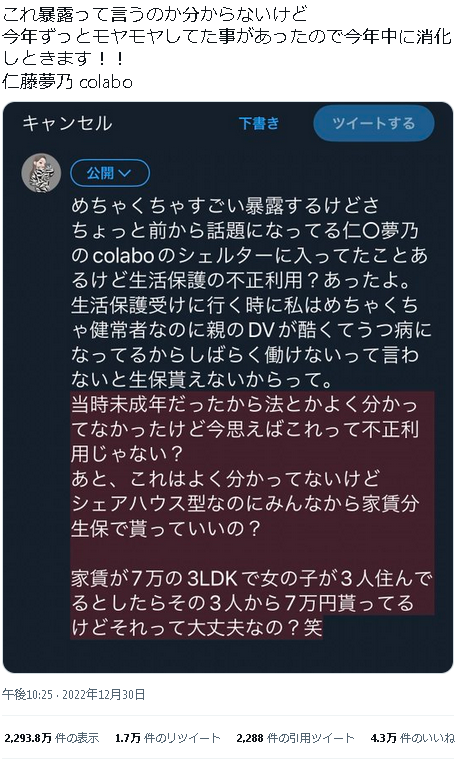 これ暴露って言うのか分からないけど
今年ずっとモヤモヤしてた事があったので今年中に消化
しときます！！
仁藤夢乃 colabo
キャンセル
下書き
ツイートする
公開
めちゃくちゃすごい暴露するけどさ
ちょっと前から話題になってる仁〇夢乃
のcolaboのシェルターに入ってたことあ
るけど生活保護の不正利用？あったよ。
生活保護受けに行く時に私はめちゃくち
ゃ健常者なのに親のDVが酷くてうつ病に
なってるからしばらく働けないって言わ
ないと生保貰えないからって。
当時未成年だったから法とかよく分かっ
てなかったけど今思えばこれって不正利
用じゃない？
あと、これはよく分かってないけど
シェアハウス型なのにみんなから家賃分
生保で貰っていいの？
家賃が７万の3LDKで女の子が３人住んで
るとしたらその３人から７万円貰ってる
けどそれって大丈夫なの？笑
午後10:25 · 2022年12月30日
2,293.8万 件の表示 1.7万 件のリツイート 2,288 件の引用ツイート 4.3万 件のいいね